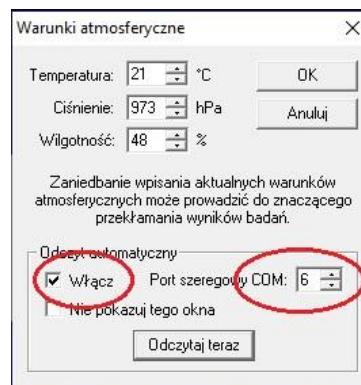 Warunki atmosferyczne
Temperatura: 21 °C OK
Ciśnienie: 973 hPa Anuluj
Wilgotność: 48 %
Zaniedbanie wpisania aktualnych warunków
atmosferycznych może prowadzić do znaczącego
przekłamania wyników badań.
Odczyt automatyczny
Włącz Port szeregowy COM: 6
Nie pokazuj tego okna
Odczytaj teraz